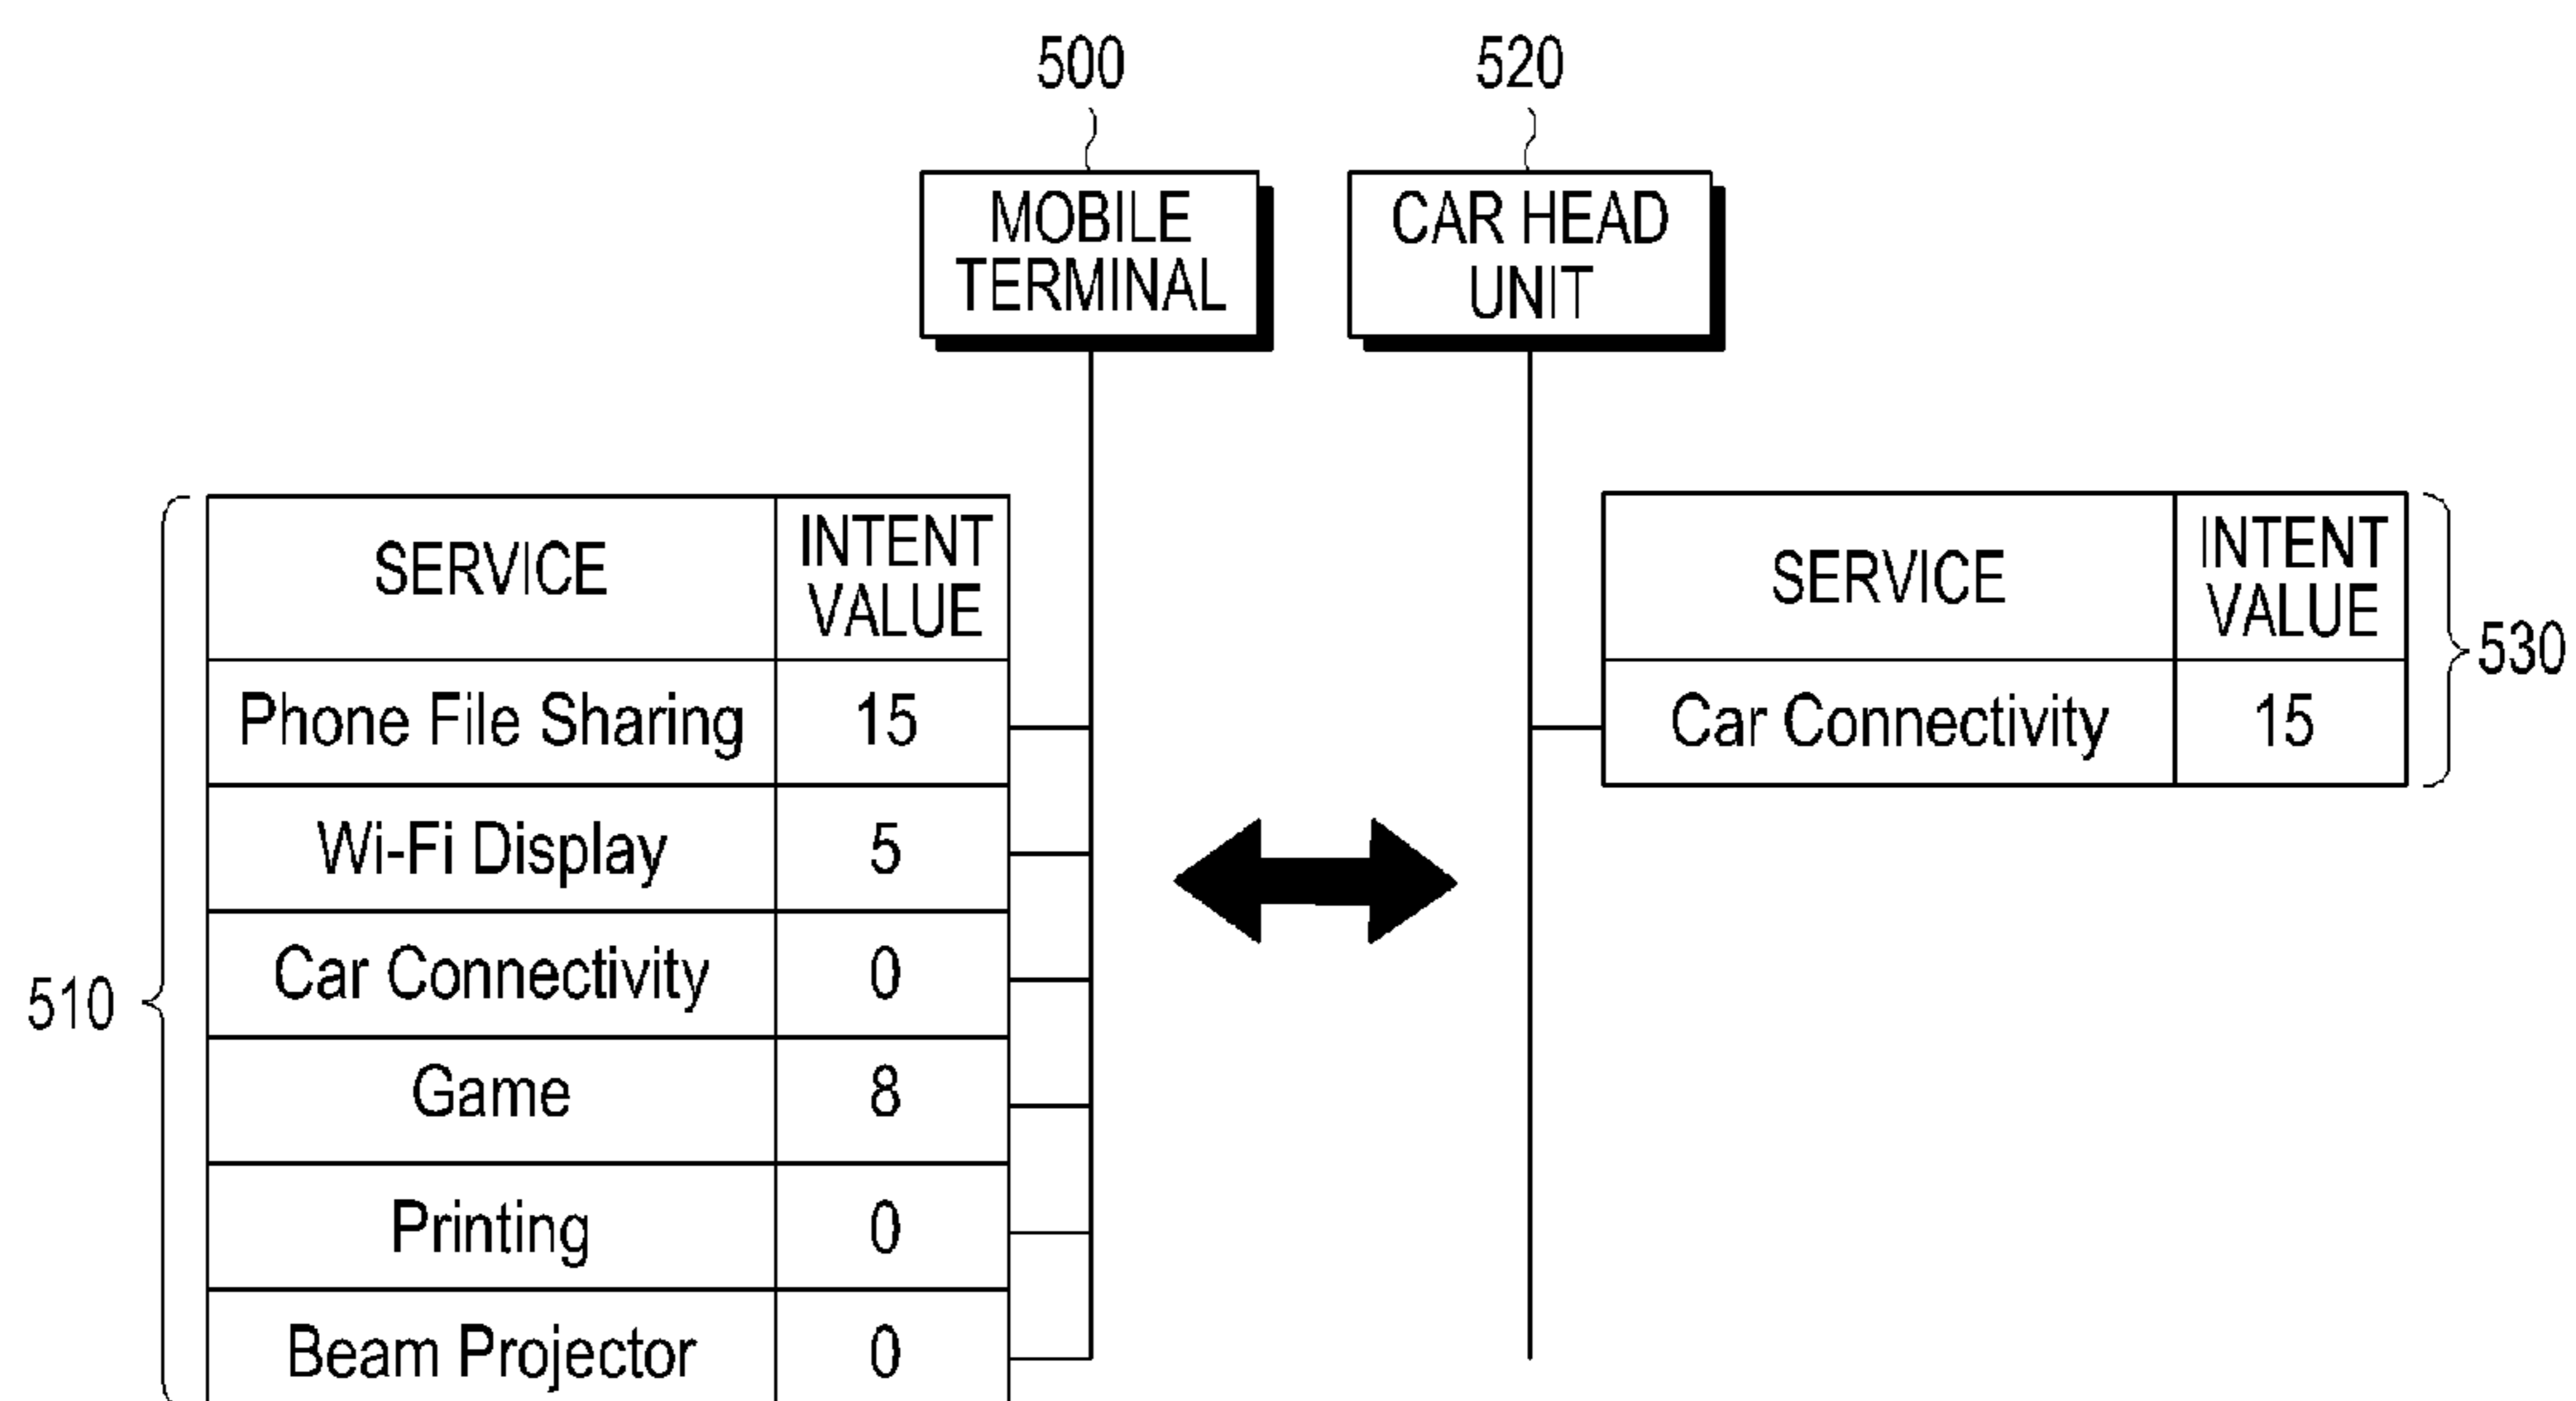 500
520
MOBILE
TERMINAL
CAR HEAD
UNIT
SERVICE
INTENT
VALUE
Phone File Sharing
15
Wi-Fi Display
5
Car Connectivity
0
Game
8
Printing
0
Beam Projector
0
510
SERVICE
INTENT
VALUE
Car Connectivity
15
530